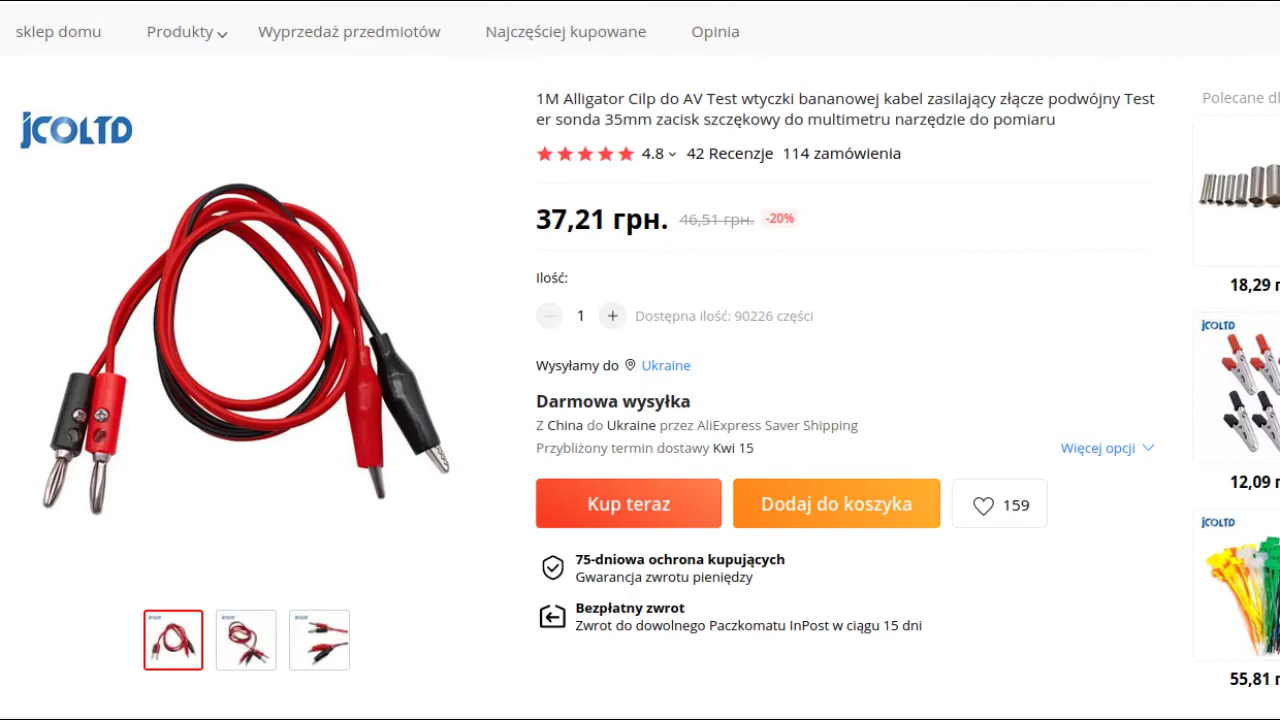 sklep domu
Produkty
Wyprzedaż przedmiotów
Najczęściej kupowane
Opinia
jCOLTD
1M Alligator Cilp do AV Test wtyczki bananowej kabel zasilający złącze podwójny Test
er sonda 35mm zacisk szczękowy do multimetru narzędzie do pomiaru
4.8
42 Recenzje
114 zamówienia
37,21 грн.
46,51 грн.
-20%
Ilość:
1
Dostępna ilość: 90226 części
Wysyłamy do
Ukraine
Darmowa wysyłka
Z China do Ukraine przez AliExpress Saver Shipping
Przybliżony termin dostawy Kwi 15
Więcej opcji
Kup teraz
Dodaj do koszyka
159
75-dniowa ochrona kupujących
Gwarancja zwrotu pieniędzy
Bezpłatny zwrot
Zwrot do dowolnego Paczkomatu InPost w ciągu 15 dni
Polecane
18,29
jCOLTD
12,09
jCOLTD
55,81